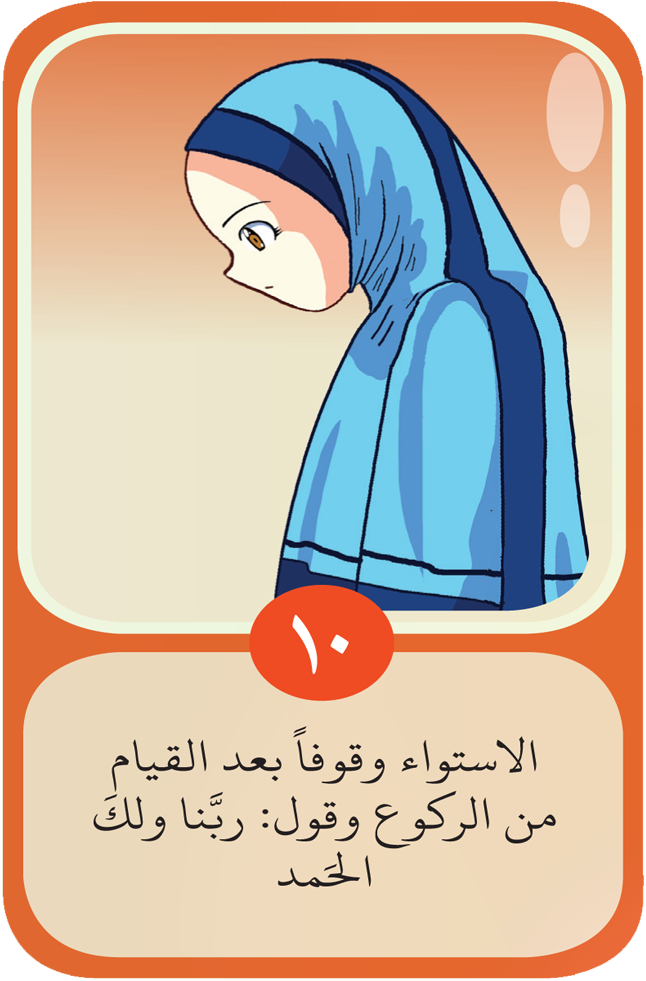 ١٠
الاستواء وقوفاً بعد القيام
من الركوع وقول: ربَّنا ولكَ
الحَمد